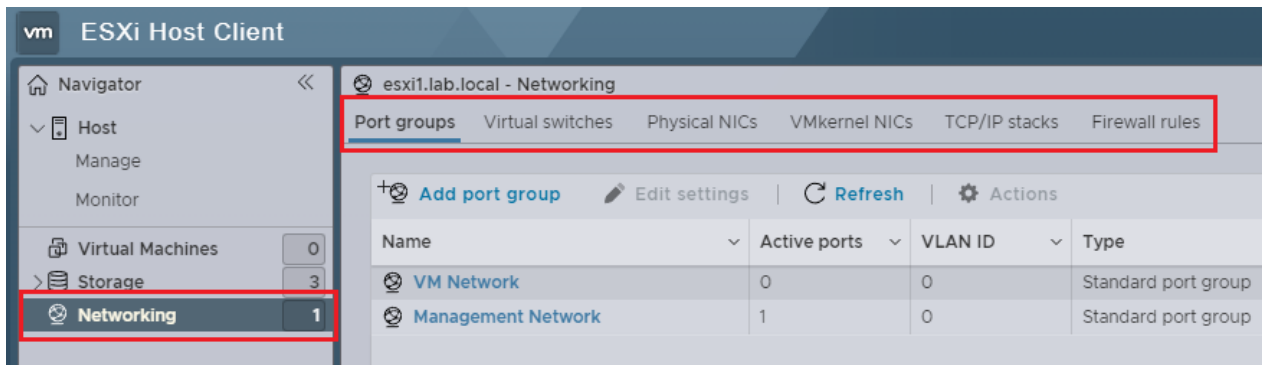 vm ESXi Host Client
Navigator
Host
Manage
Monitor
Virtual Machines 0
Storage 3
Networking 1
esxi1.lab.local - Networking
Port groups Virtual switches Physical NICs VMkernel NICs TCP/IP stacks Firewall rules
Add port group Edit settings | Refresh | Actions
Name Active ports VLAN ID Type
VM Network 0 0 Standard port group
Management Network 1 0 Standard port group